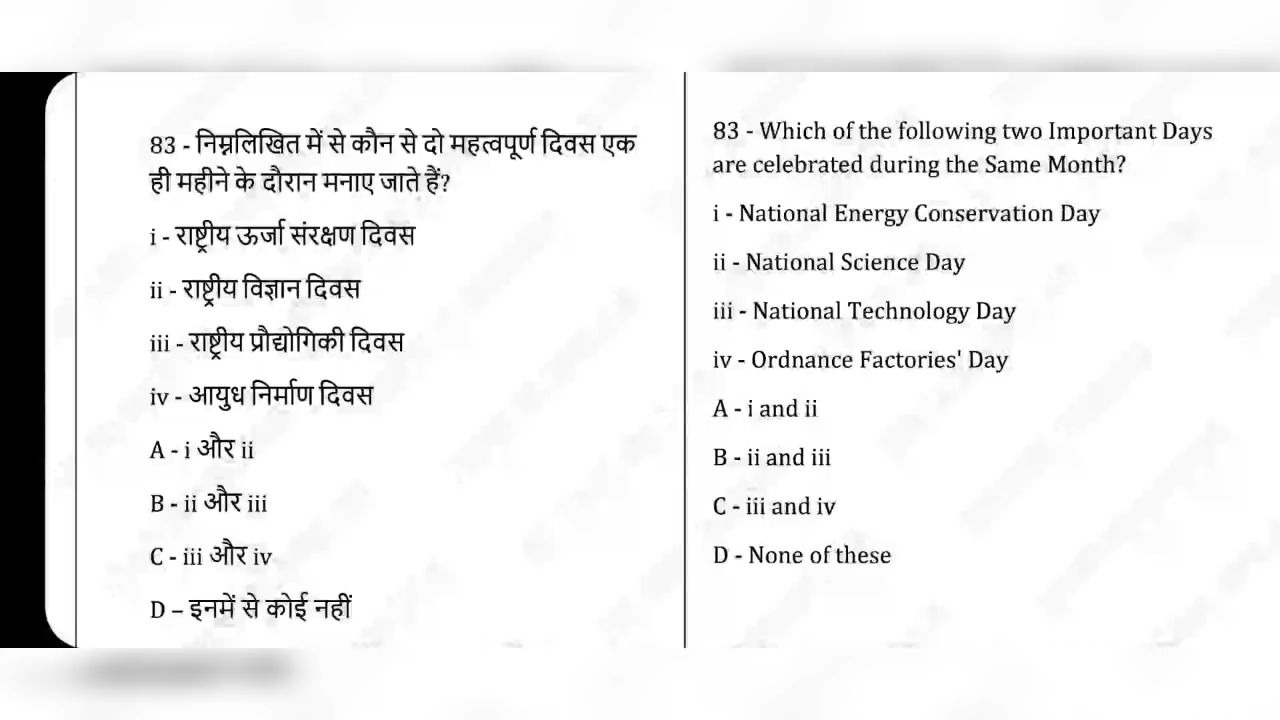 83 - निम्नलिखित में से कौन से दो महत्वपूर्ण दिवस एक
ही महीने के दौरान मनाए जाते हैं?
i - राष्ट्रीय ऊर्जा संरक्षण दिवस
ii - राष्ट्रीय विज्ञान दिवस
iii - राष्ट्रीय प्रौद्योगिकी दिवस
iv - आयुध निर्माण दिवस
A - i और ii
B - ii और iii
C - iii और iv
D – इनमें से कोई नहीं
83 - Which of the following two Important Days
are celebrated during the Same Month?
i - National Energy Conservation Day
ii - National Science Day
iii - National Technology Day
iv - Ordnance Factories' Day
A - i and ii
B - ii and iii
C - iii and iv
D - None of these